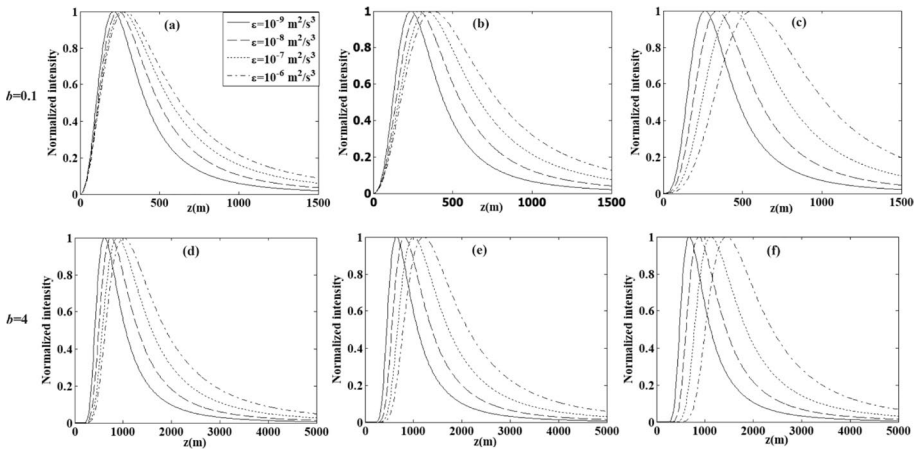 (a)
ε=10-9 m2/s3
ε=10-8 m2/s3
ε=10-7 m2/s3
ε=10-6 m2/s3
Normalized intensity
1
0.8
0.6
0.4
0.2
0
0 500 1000 1500
z(m)
b=0.1
(b)
Normalized intensity
1
0.8
0.6
0.4
0.2
0
0 500 1000 1500
z(m)
(c)
Normalized intensity
1
0.8
0.6
0.4
0.2
0
0 500 1000 1500
z(m)
(d)
Normalized intensity
1
0.8
0.6
0.4
0.2
0
0 1000 2000 3000 4000 5000
z(m)
b=4
(e)
Normalized intensity
1
0.8
0.6
0.4
0.2
0
0 1000 2000 3000 4000 5000
z(m)
(f)
Normalized intensity
1
0.8
0.6
0.4
0.2
0
0 1000 2000 3000 4000 5000
z(m)